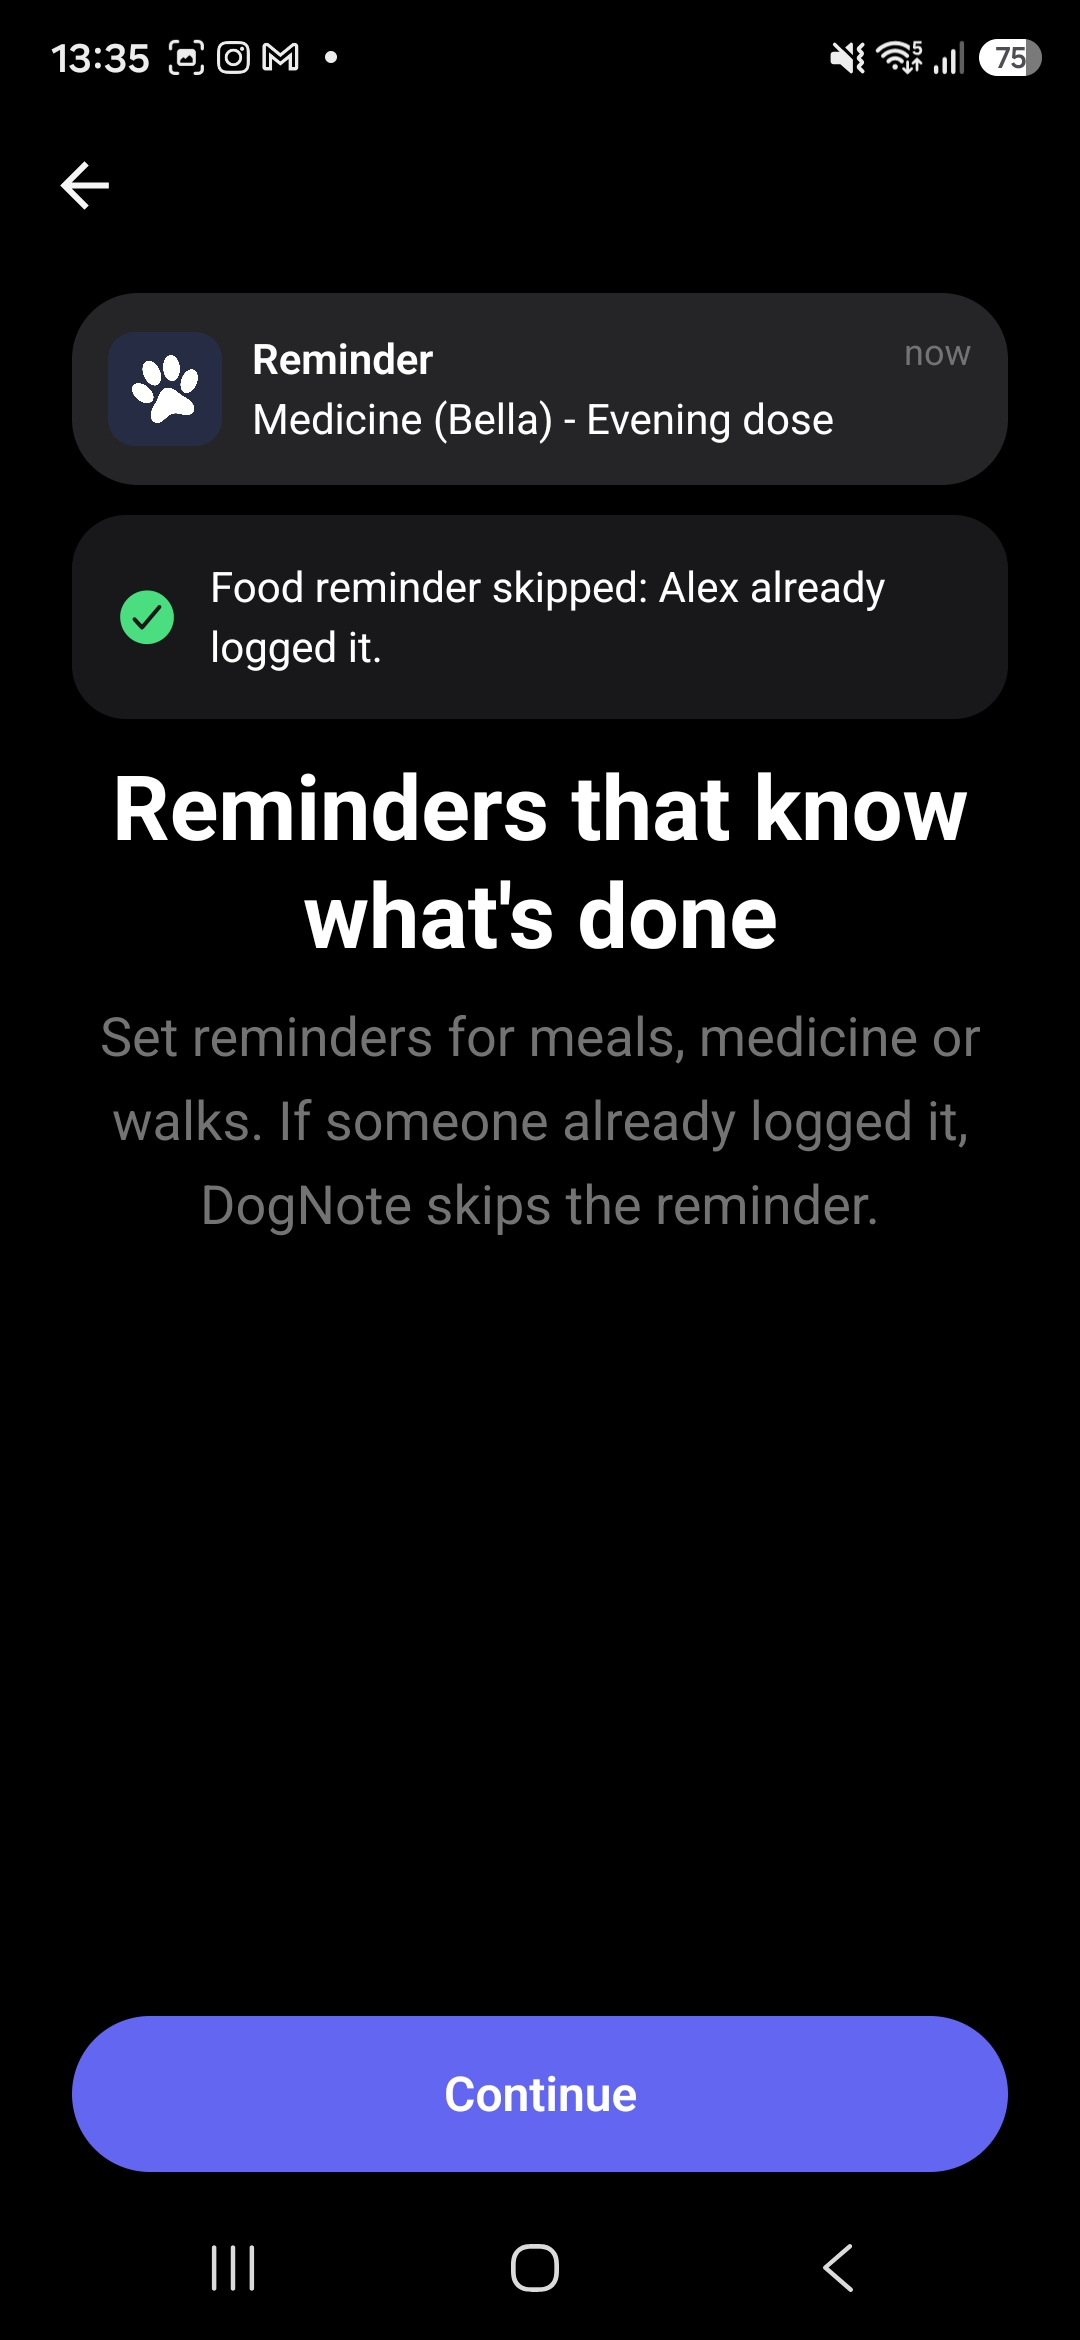 13:35
5
75
Reminder
now
Medicine (Bella) - Evening dose
Food reminder skipped: Alex already
logged it.
Reminders that know
what's done
Set reminders for meals, medicine or
walks. If someone already logged it,
DogNote skips the reminder.
Continue